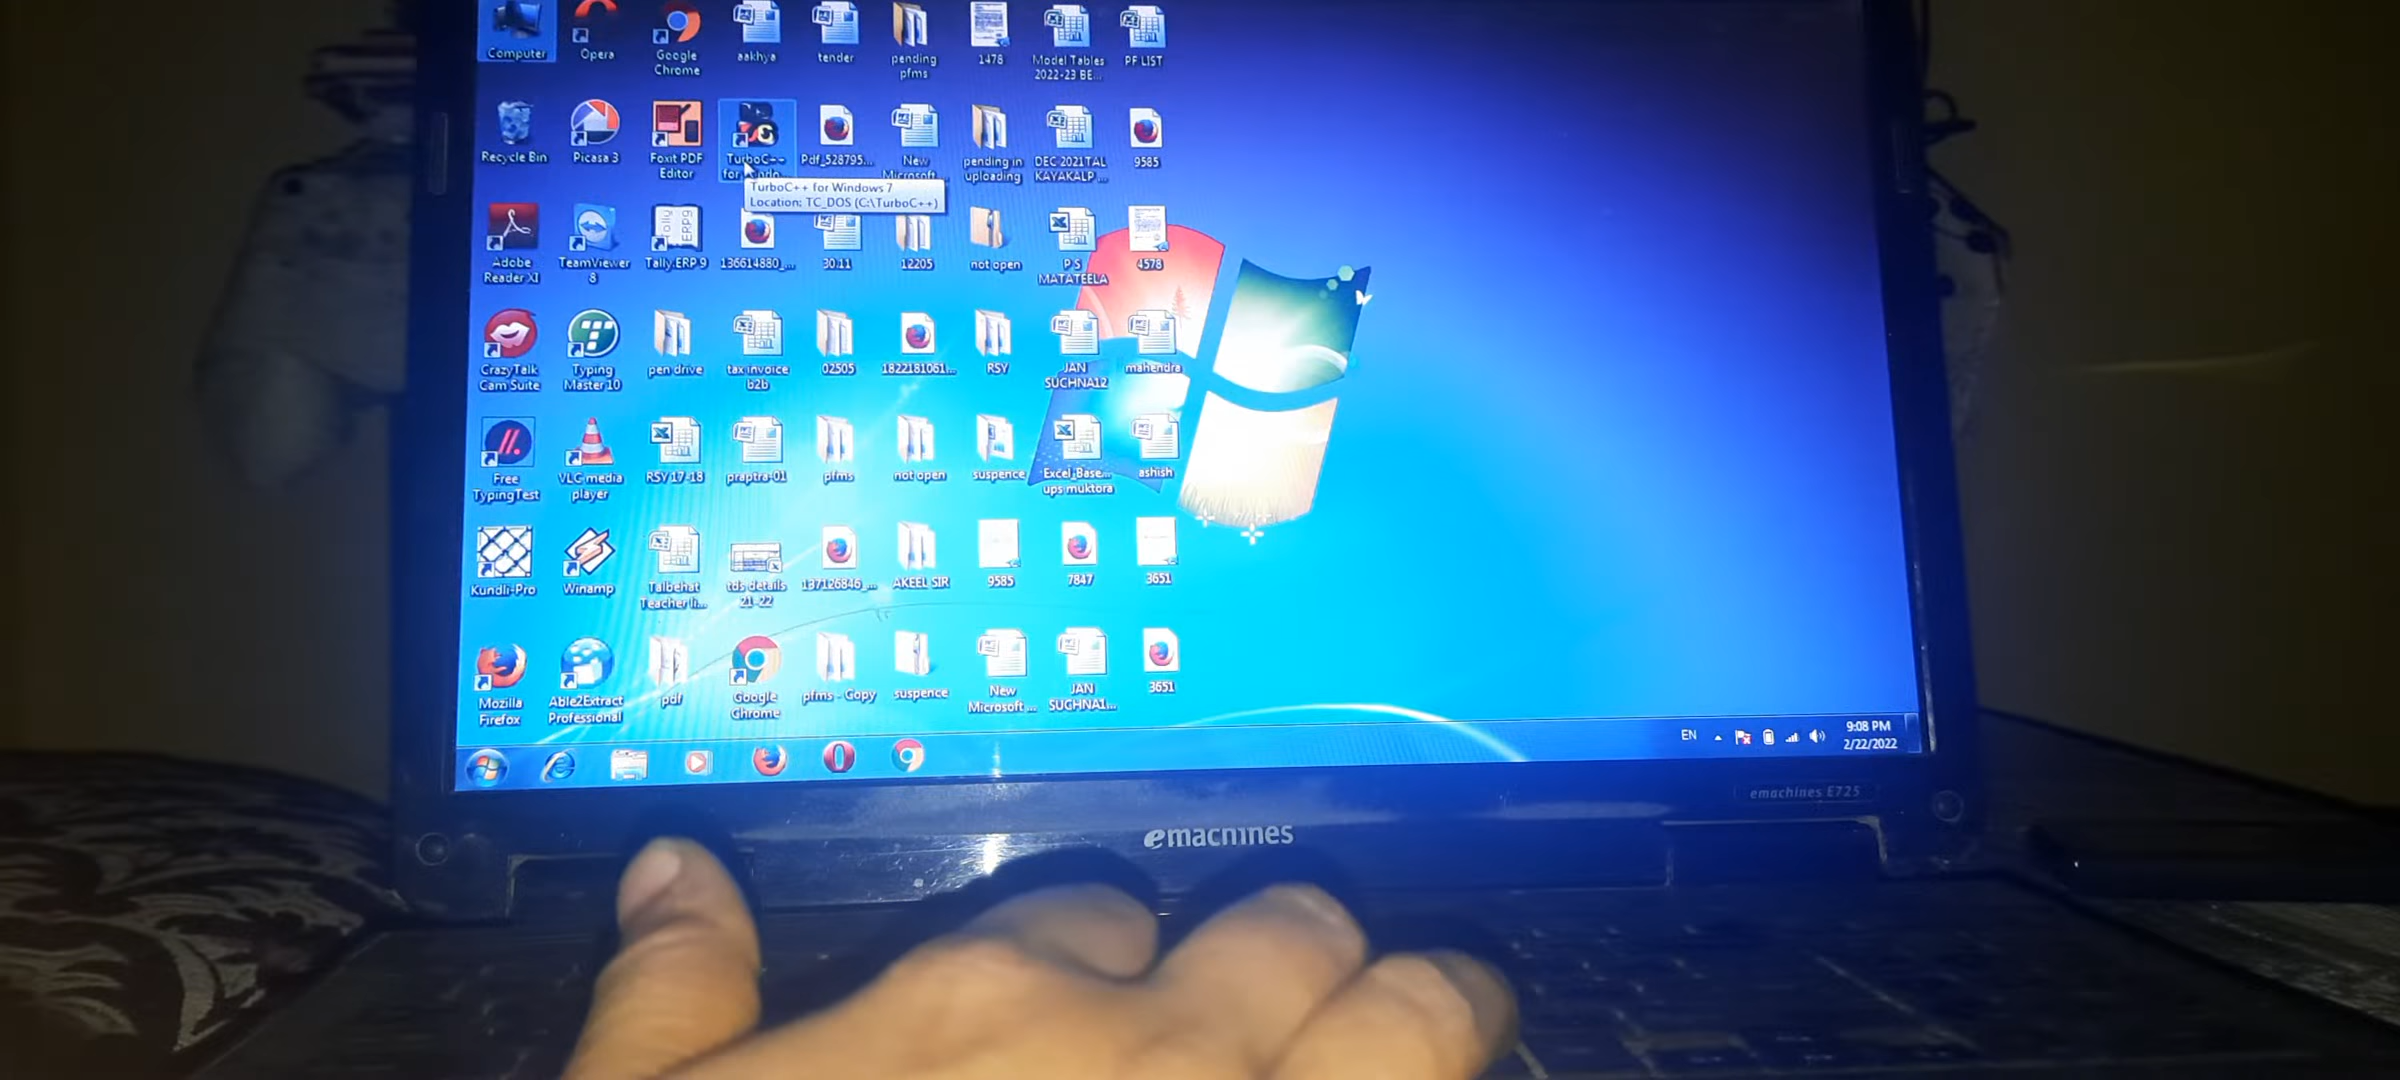 Computer
Opera
Google
Chrome
aakhya
tender
pending
pfms
1478
Model Tables
2022-23 BE...
PF LIST
Recycle Bin
Picasa 3
Foxit PDF
Editor
TurboC++
for
Pdf_528795...
New
Microsoft...
pending in
uploading
DEC 2021TAL
KAYAKALP ...
9585
TurboC++ for Windows 7
Location: TC_DOS (C:\TurboC++)
Adobe
Reader XI
TeamViewer
8
Tally.ERP 9
136614880_...
30.11
12205
not open
P S
MATATEELA
4578
CrazyTalk
Cam Suite
Typing
Master 10
pen drive
tax invoice
b2b
02505
1822181061...
RSY
JAN
SUCHNA12
mahendra
Free
TypingTest
VLC media
player
RSY 17-18
praptra-01
pfms
not open
suspence
Excel_Base...
ups muktora
ashish
Kundli-Pro
Winamp
Talbehat
Teacher li...
tds details
21-22
137126846_...
AKEEL SIR
9585
7847
3651
Mozilla
Firefox
Able2Extract
Professional
pdf
Google
Chrome
pfms - Copy
suspence
New
Microsoft ...
JAN
SUCHNA1...
3651
EN
9:08 PM
2/22/2022
emachines E725
emachines